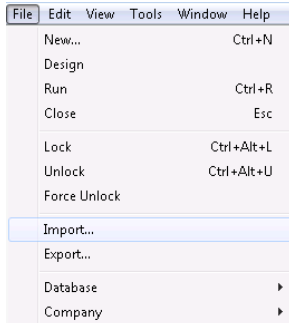 File Edit View Tools Window Help
New... Ctrl+N
Design
Run Ctrl+R
Close Esc
Lock Ctrl+Alt+L
Unlock Ctrl+Alt+U
Force Unlock
Import...
Export...
Database
Company